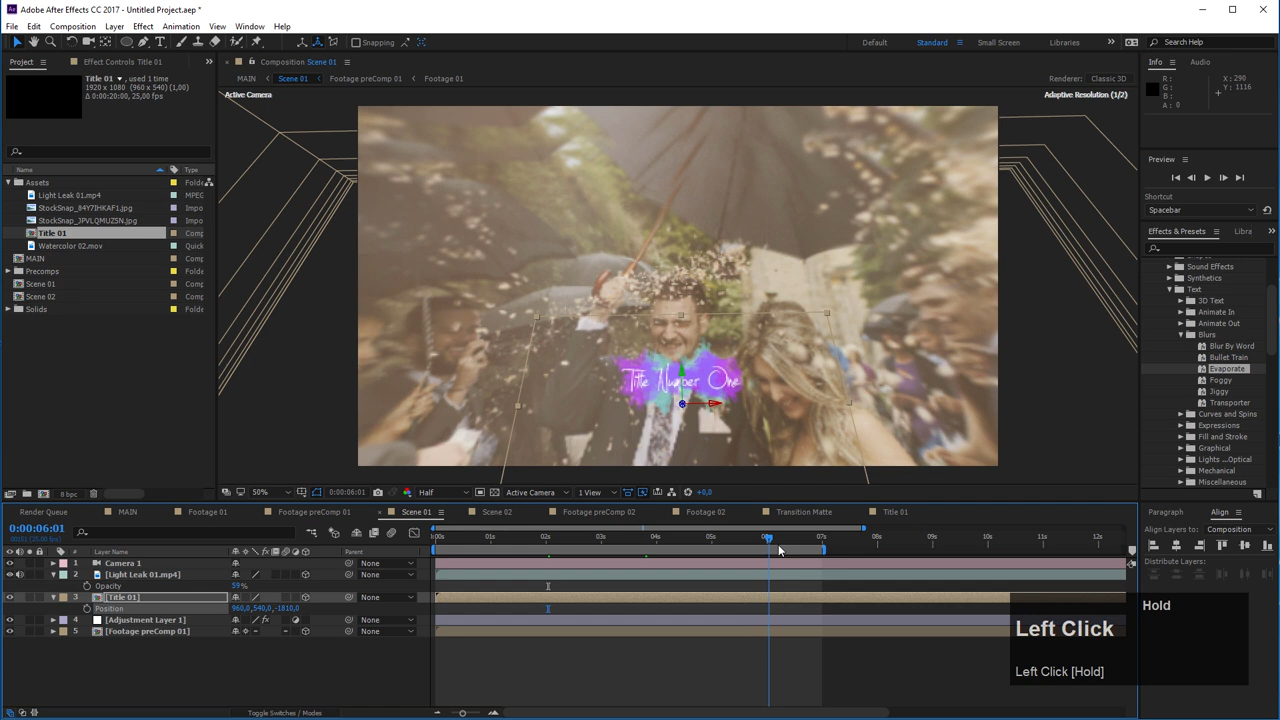 Adobe After Effects CC 2017 - Untitled Project.aep *
File Edit Composition Layer Effect Animation View Window Help
Snapping
Default Standard Small Screen Libraries Search Help
Project Effect Controls Title 01
Composition Scene 01
Info Audio
MAIN Scene 01 Footage preComp 01 Footage 01
Renderer: Classic 3D
Title 01 , used 1 time
1920 x 1080 (960 x 540) (1,00)
Δ 0:00:20:00, 25,00 fps
Active Camera
Adaptive Resolution (1/2)
R :
G :
B :
A : 0
X : 290
Y : 1116
Preview
Shortcut
Spacebar
Name Type
Assets Folde
Light Leak 01.mp4 MPEG
StockSnap_84Y7IHKAF1.jpg Impo
StockSnap_JPVLQMUZ5N.jpg Impo
Title 01 Comp
Watercolor 02.mov Quick
MAIN Comp
Precomps Folde
Scene 01 Comp
Scene 02 Comp
Solids Folde
Title Number One
Effects & Presets Libra
Sound Effects
Synthetics
Text
3D Text
Animate In
Animate Out
Blurs
Blur By Word
Bullet Train
Evaporate
Foggy
Jiggy
Transporter
Curves and Spins
Expressions
Fill and Stroke
Graphical
Lights ...Optical
Mechanical
Miscellaneous
8 bpc
50% 0:00:06:01 Half Active Camera 1 View +0,0
Render Queue MAIN Footage 01 Footage preComp 01 Scene 01 Scene 02 Footage preComp 02 Footage 02 Transition Matte Title 01
Paragraph Align
0:00:06:01
00151 (25.00 fps)
Align Layers to: Composition
Distribute Layers:
# Layer Name Parent
1 Camera 1 None
2 [Light Leak 01.mp4] None
Opacity 59%
3 [Title 01] None
Position 960,0,540,0,-1810,0
4 [Adjustment Layer 1] None
5 [Footage preComp 01] None
01s 02s 03s 04s 05s 06s 07s 08s 09s 10s 11s 12s
Hold
Left Click
Left Click [Hold]
Toggle Switches / Modes